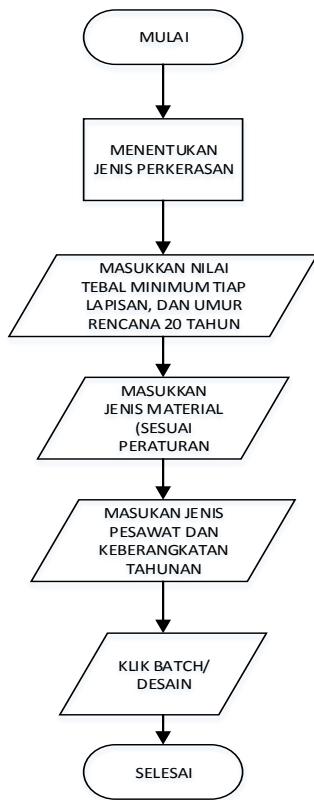 MULAI
MENENTUKAN
JENIS PERKERASAN
MASUKKAN NILAI
TEBAL MINIMUM TIAP
LAPISAN, DAN UMUR
RENCANA 20 TAHUN
MASUKKAN
JENIS MATERIAL
(SESUAI
PERATURAN
MASUKAN JENIS
PESAWAT DAN
KEBERANGKATAN
TAHUNAN
KLIK BATCH/
DESAIN
SELESAI